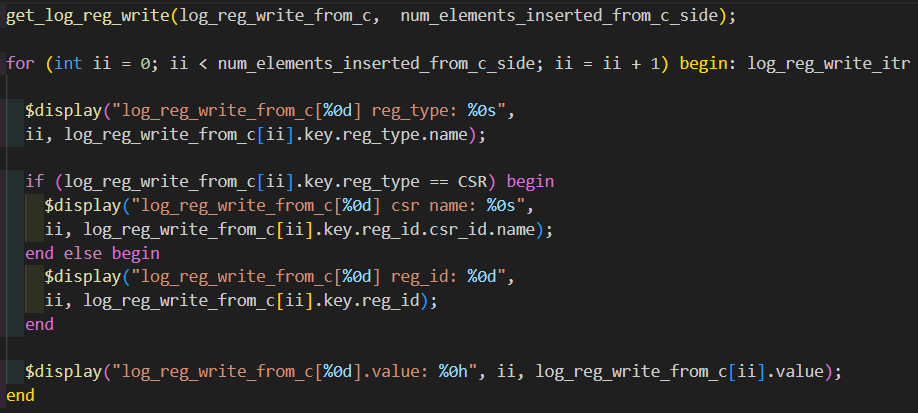 get_log_reg_write(log_reg_write_from_c,  num_elements_inserted_from_c_side);
for (int ii = 0; ii < num_elements_inserted_from_c_side; ii = ii + 1) begin: log_reg_write_itr
$display("log_reg_write_from_c[%0d] reg_type: %0s",
ii, log_reg_write_from_c[ii].key.reg_type.name);
if (log_reg_write_from_c[ii].key.reg_type == CSR) begin
$display("log_reg_write_from_c[%0d] csr name: %0s",
ii, log_reg_write_from_c[ii].key.reg_id.csr_id.name);
end else begin
$display("log_reg_write_from_c[%0d] reg_id: %0d",
ii, log_reg_write_from_c[ii].key.reg_id);
end
$display("log_reg_write_from_c[%0d].value: %0h", ii, log_reg_write_from_c[ii].value);
end